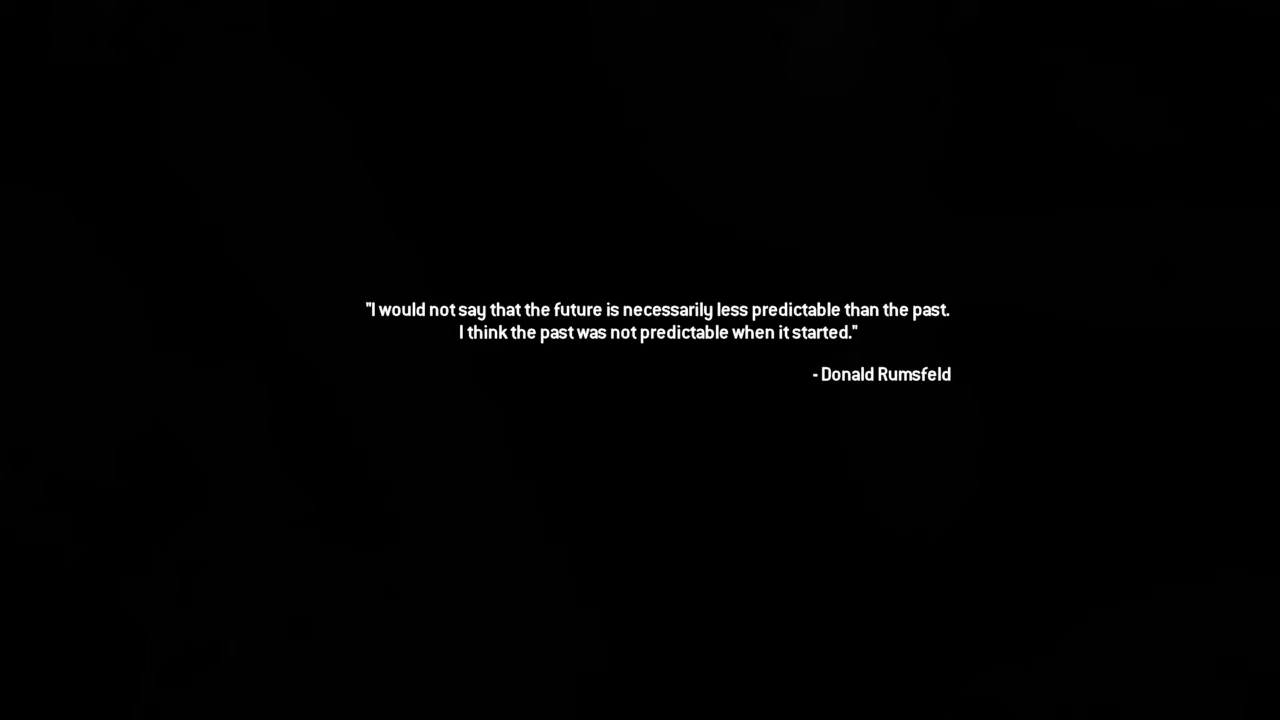 "I would not say that the future is necessarily less predictable than the past.
I think the past was not predictable when it started."
- Donald Rumsfeld